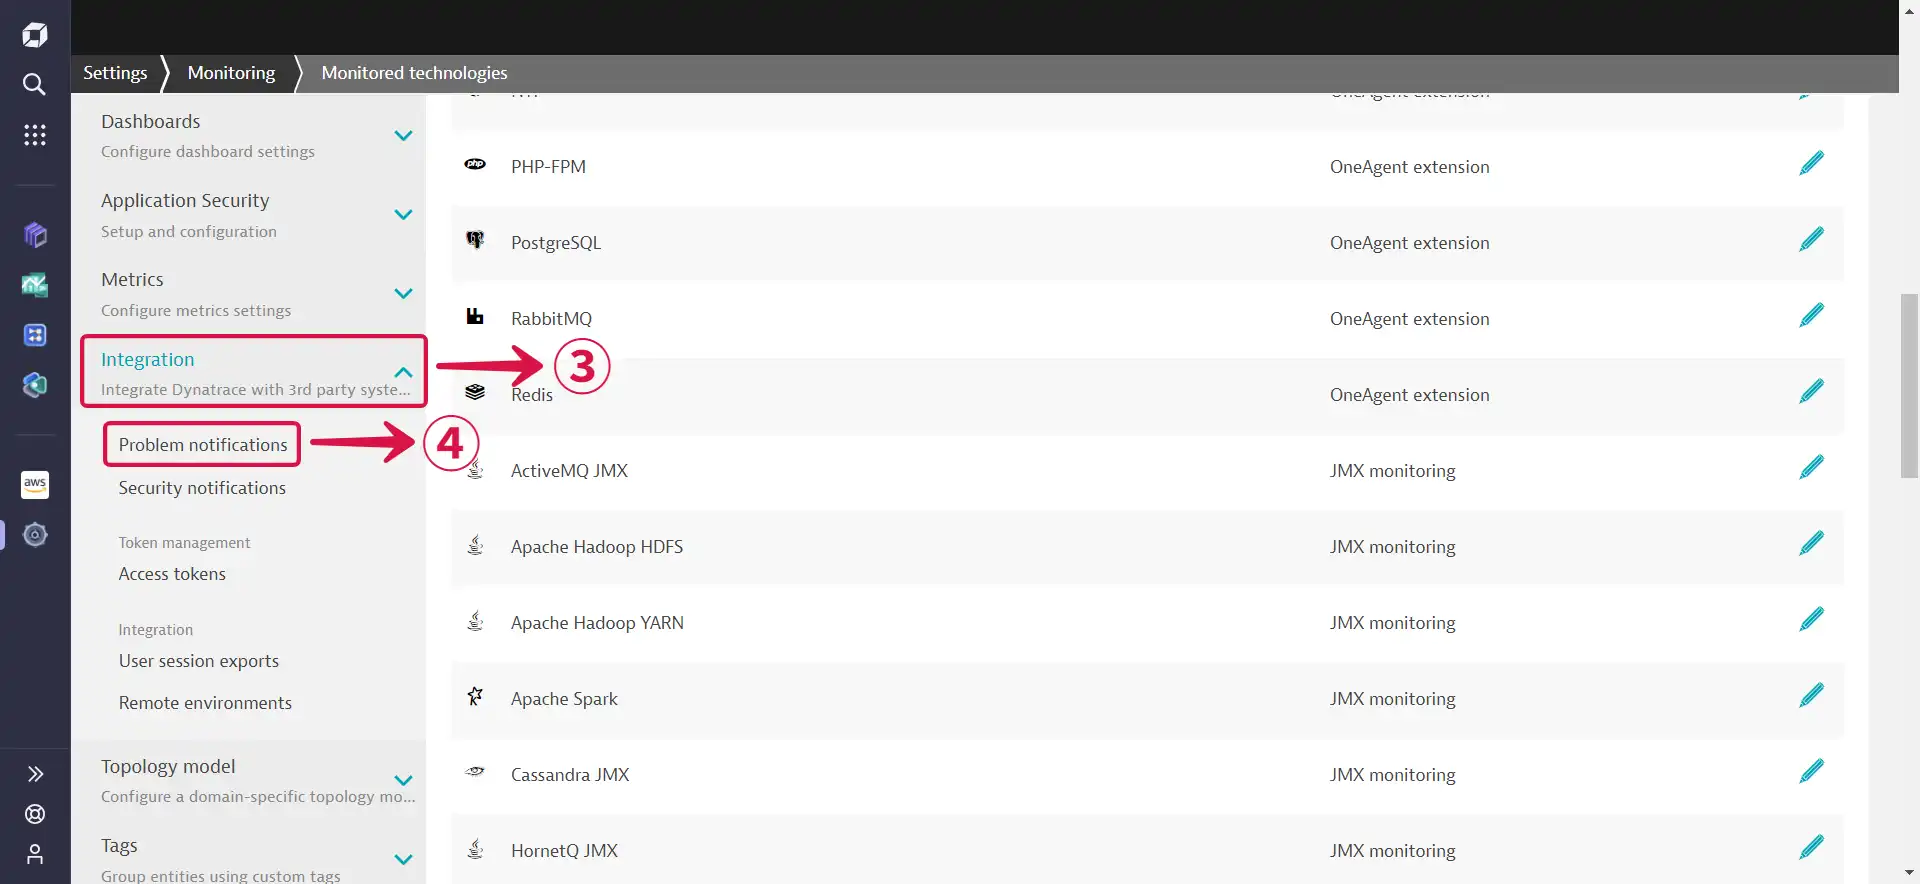 Settings
Monitoring
Monitored technologies
Dashboards
Configure dashboard settings
Application Security
Setup and configuration
Metrics
Configure metrics settings
Integration
Integrate Dynatrace with 3rd party syste...
3
Problem notifications
4
Security notifications
Token management
Access tokens
Integration
User session exports
Remote environments
Topology model
Configure a domain-specific topology mo...
Tags
Group entities using custom tags
aws
OneAgent extension
php
PHP-FPM OneAgent extension
PostgreSQL OneAgent extension
RabbitMQ OneAgent extension
Redis OneAgent extension
ActiveMQ JMX JMX monitoring
Apache Hadoop HDFS JMX monitoring
Apache Hadoop YARN JMX monitoring
Apache Spark JMX monitoring
Cassandra JMX JMX monitoring
HornetQ JMX JMX monitoring